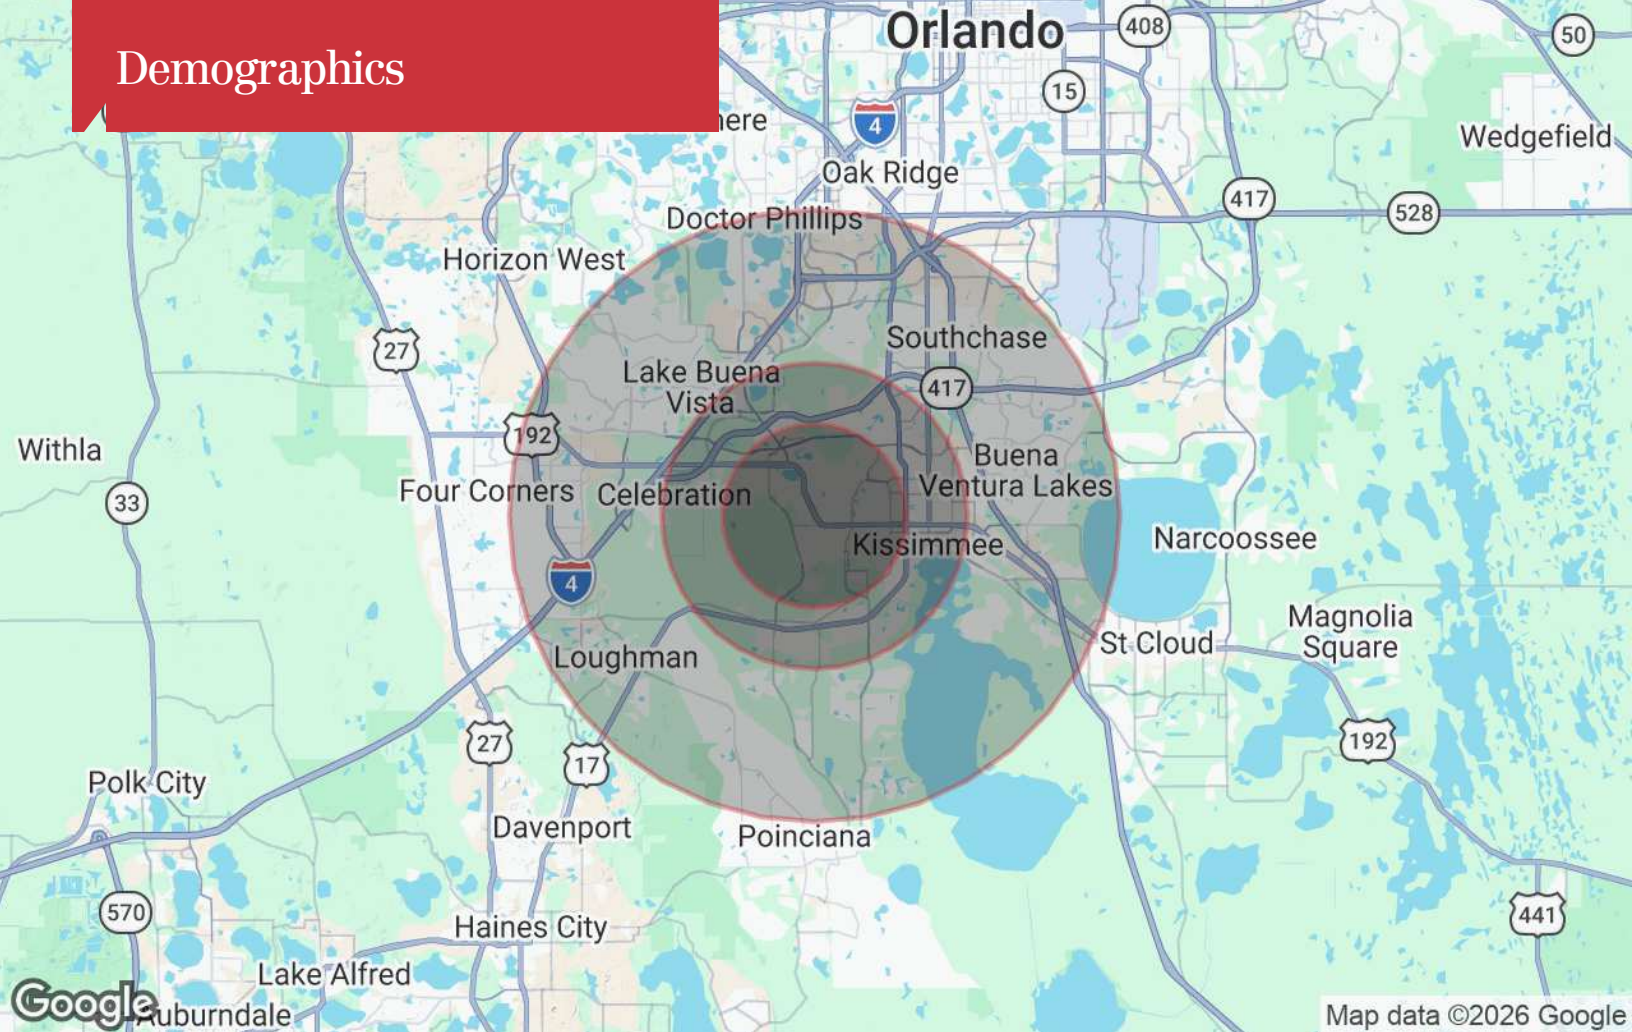 Demographics
Orlando
408
50
15
4
Wedgefield
Oak Ridge
417
528
Doctor Phillips
Horizon West
27
Southchase
Lake Buena
Vista
417
192
Withla
Buena
Ventura Lakes
Four Corners
Celebration
33
Kissimmee
Narcoossee
4
Magnolia
Square
St Cloud
Loughman
27
192
17
Polk City
Davenport
Poinciana
570
441
Haines City
Lake Alfred
Google
Auburndale
Map data ©2026 Google